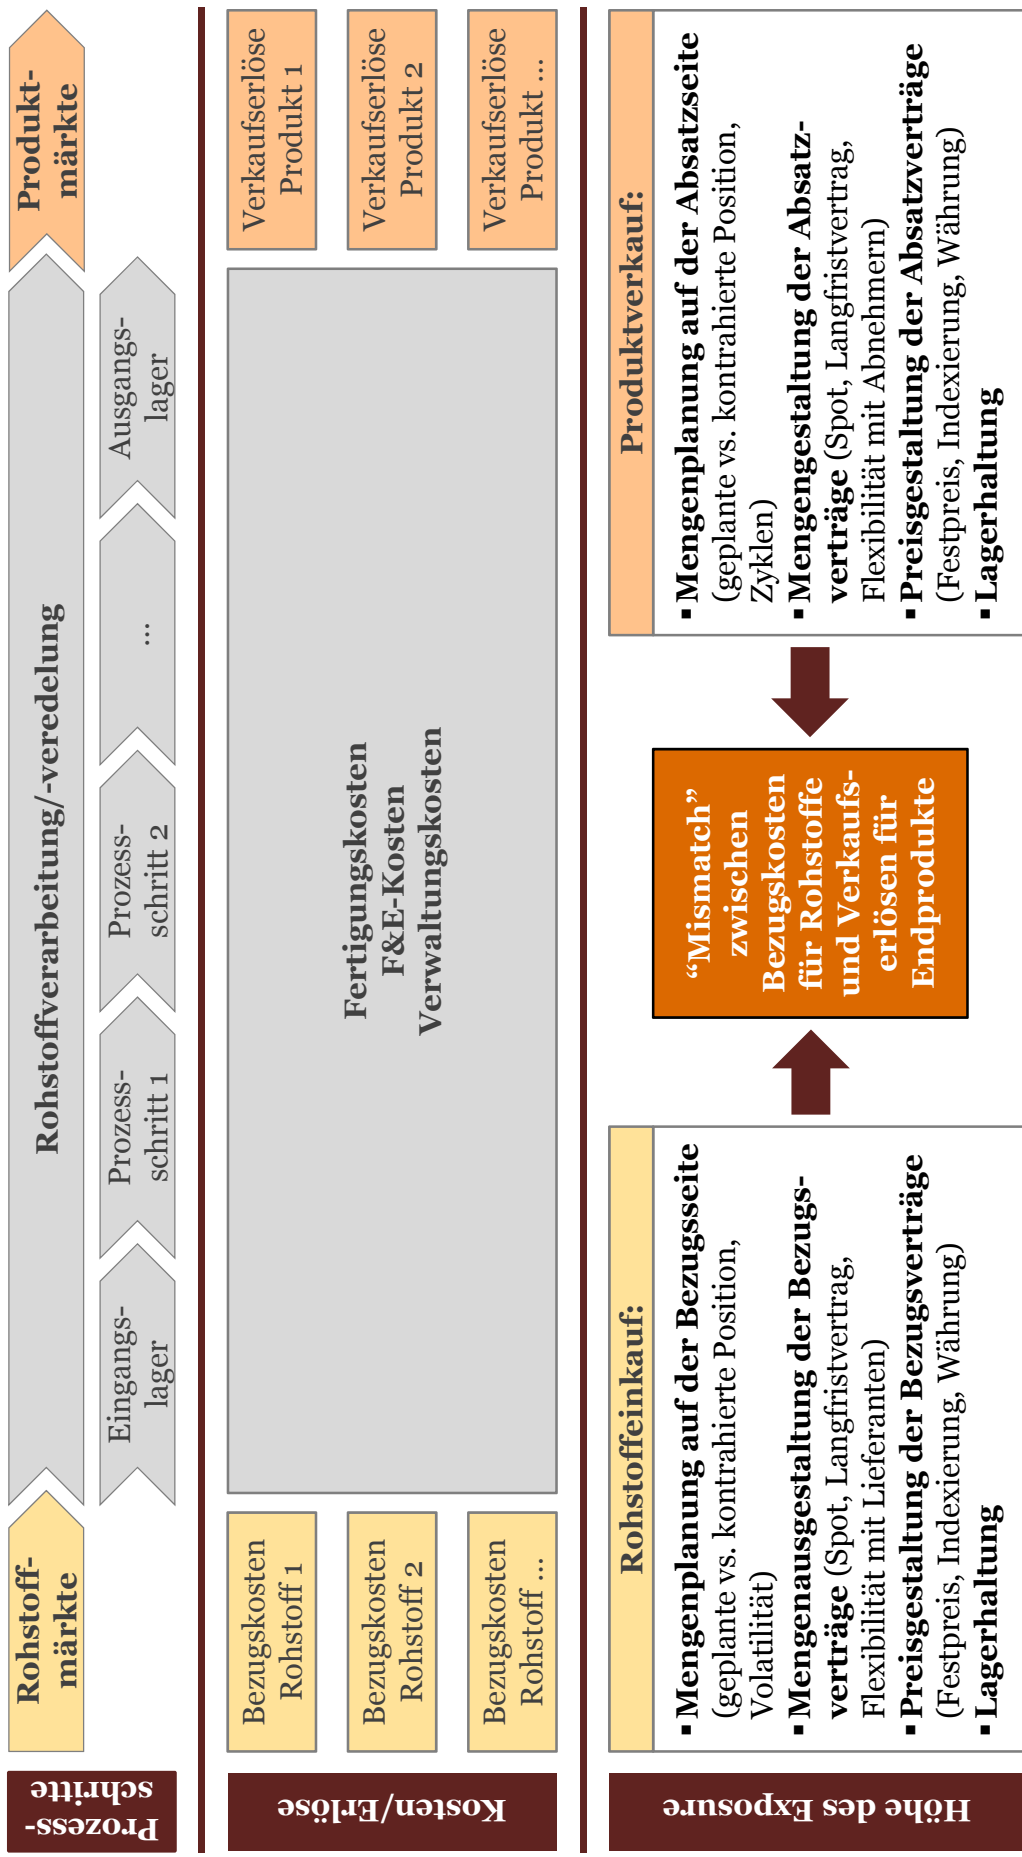 Prozess-
schritte
Rohstoff-
märkte
Rohstoffverarbeitung/-veredelung
Produkt-
märkte
Eingangs-
lager
Prozess-
schritt 1
Prozess-
schritt 2
...
Ausgangs-
lager
Kosten/Erlöse
Bezugskosten
Rohstoff 1
Bezugskosten
Rohstoff 2
Bezugskosten
Rohstoff ...
Fertigungskosten
F&E-Kosten
Verwaltungskosten
Verkaufserlöse
Produkt 1
Verkaufserlöse
Produkt 2
Verkaufserlöse
Produkt ...
Höhe des Exposure
Rohstoffeinkauf:
▪Mengenplanung auf der Bezugsseite
(geplante vs. kontrahierte Position,
Volatilität)
▪Mengenausgestaltung der Bezugs-
verträge (Spot, Langfristvertrag,
Flexibilität mit Lieferanten)
▪Preisgestaltung der Bezugsverträge
(Festpreis, Indexierung, Währung)
▪Lagerhaltung
“Mismatch”
zwischen
Bezugskosten
für Rohstoffe
und Verkaufs-
erlösen für
Endprodukte
Produktverkauf:
▪Mengenplanung auf der Absatzseite
(geplante vs. kontrahierte Position,
Zyklen)
▪Mengengestaltung der Absatz-
verträge (Spot, Langfristvertrag,
Flexibilität mit Abnehmern)
▪Preisgestaltung der Absatzverträge
(Festpreis, Indexierung, Währung)
▪Lagerhaltung